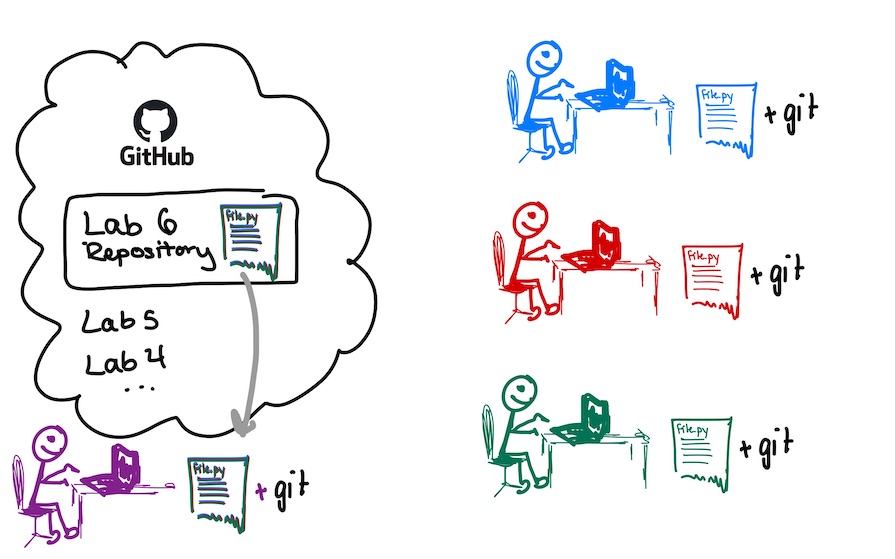 GitHub
Lab 6
Repository
File.py
Lab 5
Lab 4
...
File.py
+ git
File.py
+ git
File.py
+ git
File.py
+ git